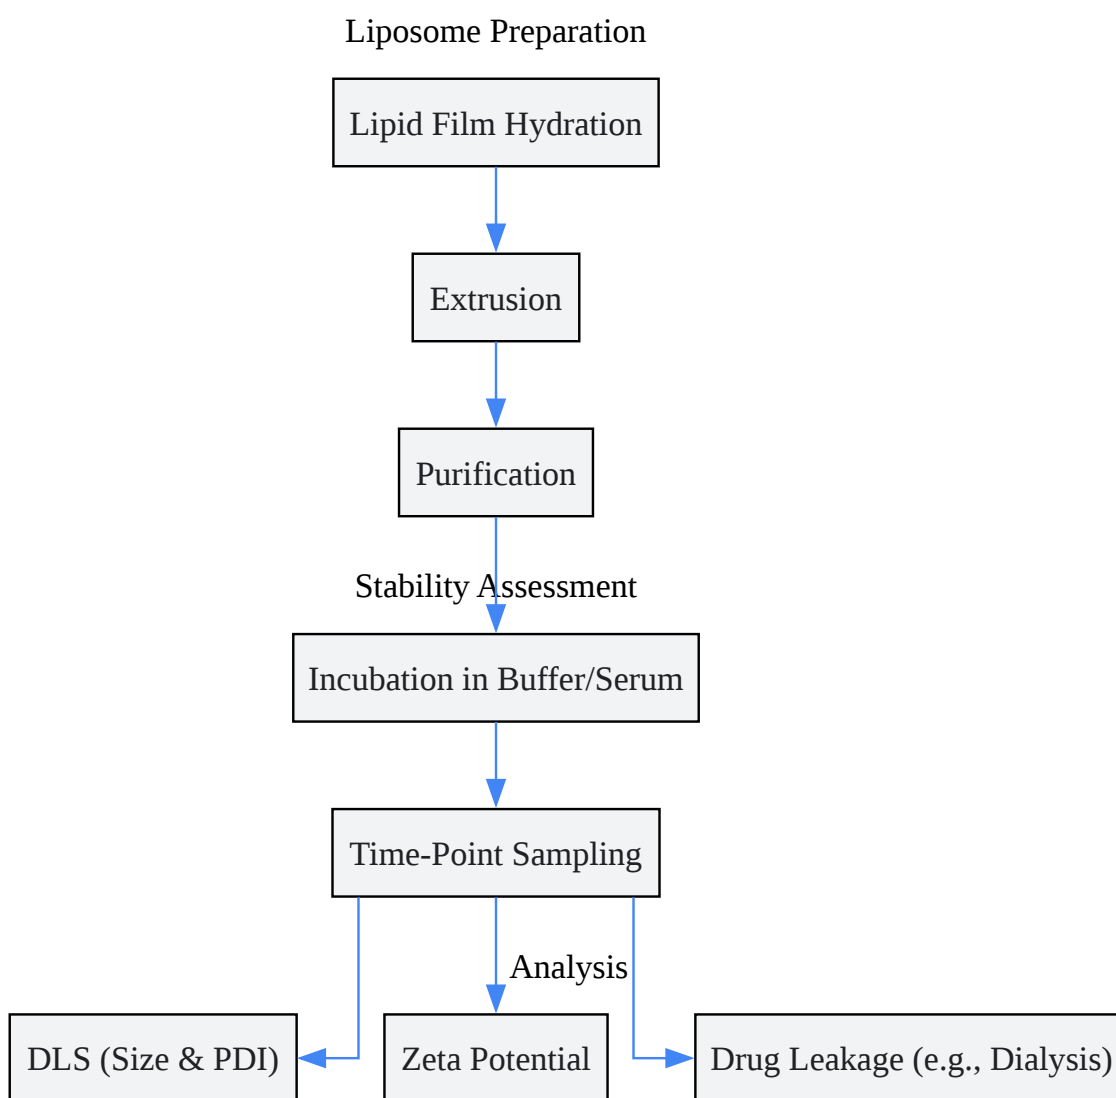 Liposome Preparation
Lipid Film Hydration
Extrusion
Purification
Stability Assessment
Incubation in Buffer/Serum
Time-Point Sampling
Analysis
DLS (Size & PDI)
Zeta Potential
Drug Leakage (e.g., Dialysis)